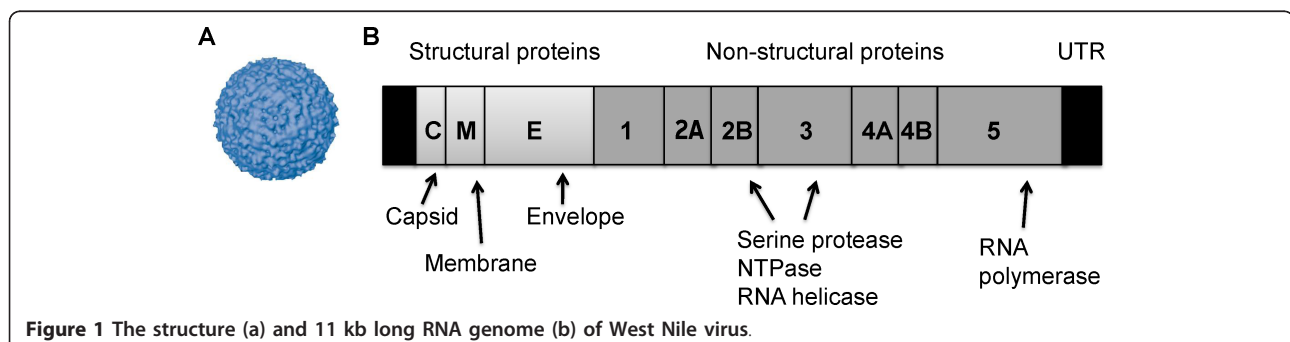 A
B
Structural proteins
Non-structural proteins
UTR
C M E 1 2A 2B 3 4A 4B 5
Capsid
Envelope
Membrane
Serine protease
NTPase
RNA helicase
RNA
polymerase
Figure 1 The structure (a) and 11 kb long RNA genome (b) of West Nile virus.